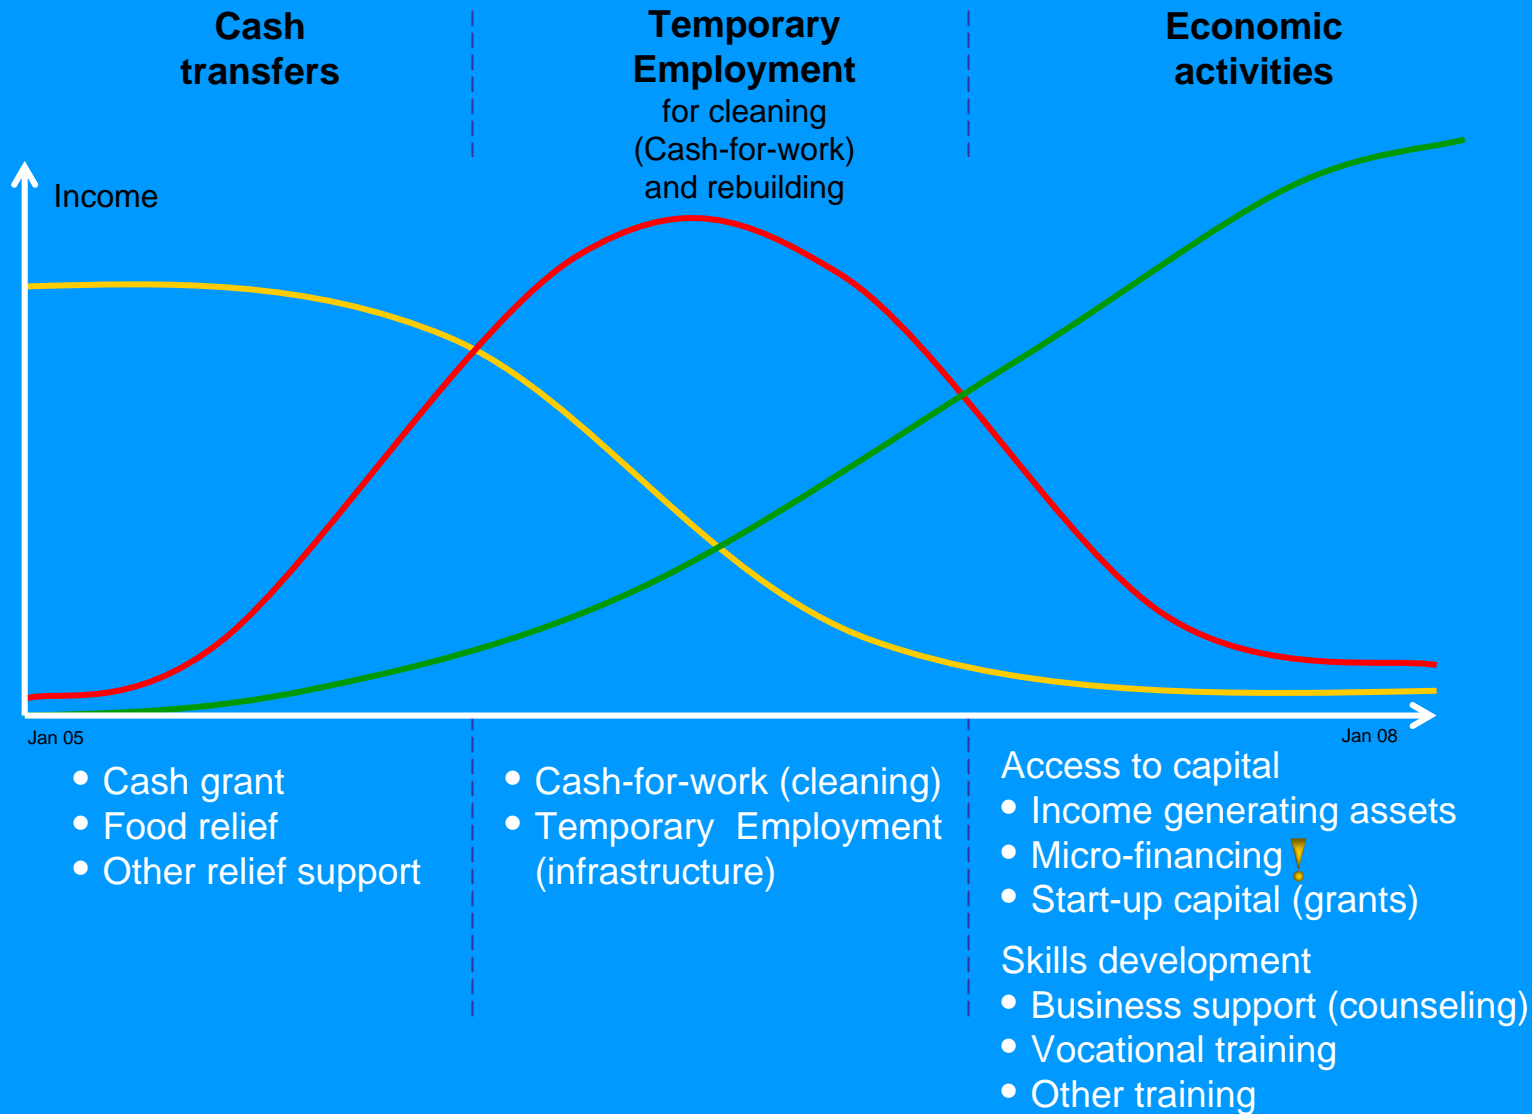 Cash
transfers
Temporary
Employment
for cleaning
(Cash-for-work)
and rebuilding
Economic
activities
Income
Jan 05
Jan 08
• Cash grant
• Food relief
• Other relief support
• Cash-for-work (cleaning)
• Temporary Employment
(infrastructure)
Access to capital
• Income generating assets
• Micro-financing !
• Start-up capital (grants)
Skills development
• Business support (counseling)
• Vocational training
• Other training